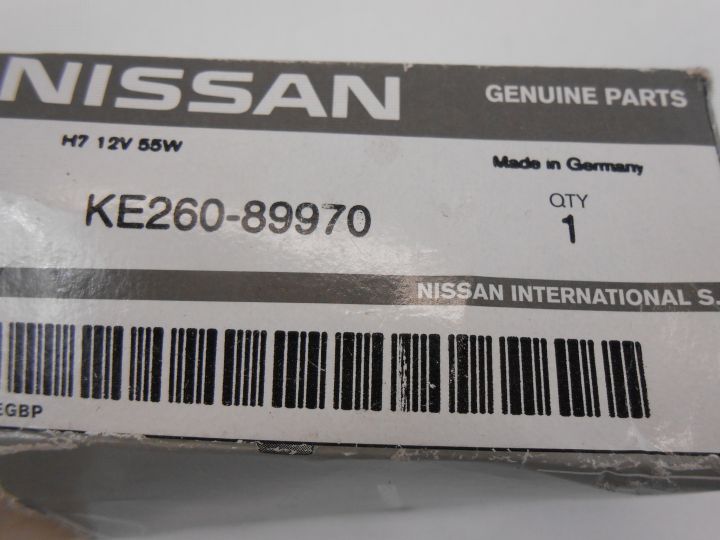 NISSAN
GENUINE PARTS
H7 12V 55W
Made in Germany
KE260-89970
QTY
1
NISSAN INTERNATIONAL S.
EGBP